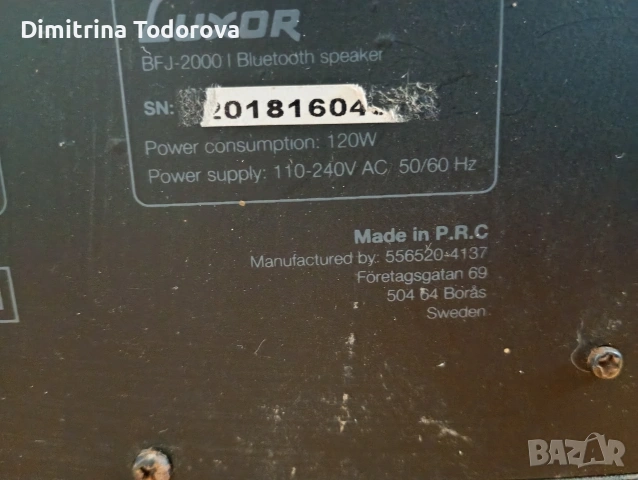 Dimitrina Todorova
LUXOR
BFJ-2000 | Bluetooth speaker
SN: 20181604
Power consumption: 120W
Power supply: 110-240V AC 50/60 Hz
Made in P.R.C
Manufactured by: 556520-4137
Företagsgatan 69
504 64 Borås
Sweden
BAZAR